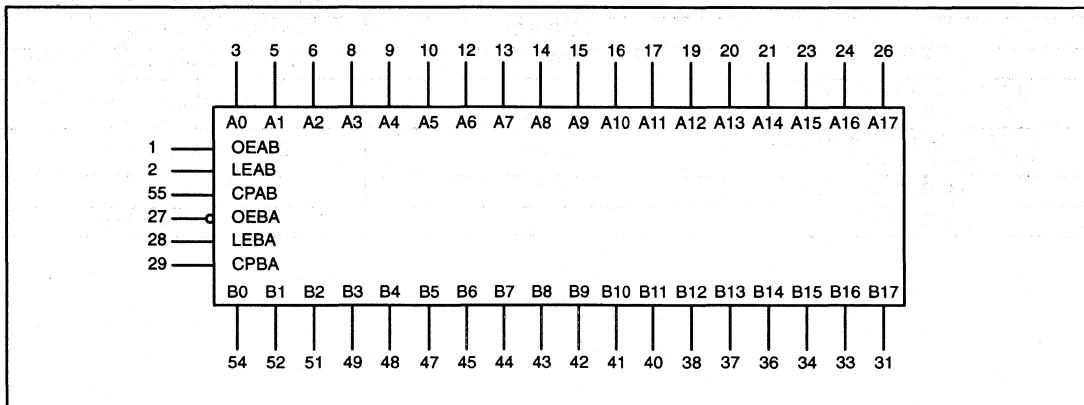 3 5 6 8 9 10 12 13 14 15 16 17 19 20 21 23 24 26
A0 A1 A2 A3 A4 A5 A6 A7 A8 A9 A10 A11 A12 A13 A14 A15 A16 A17
1 OEAB
2 LEAB
55 CPAB
27 OEBA
28 LEBA
29 CPBA
B0 B1 B2 B3 B4 B5 B6 B7 B8 B9 B10 B11 B12 B13 B14 B15 B16 B17
54 52 51 49 48 47 45 44 43 42 41 40 38 37 36 34 33 31